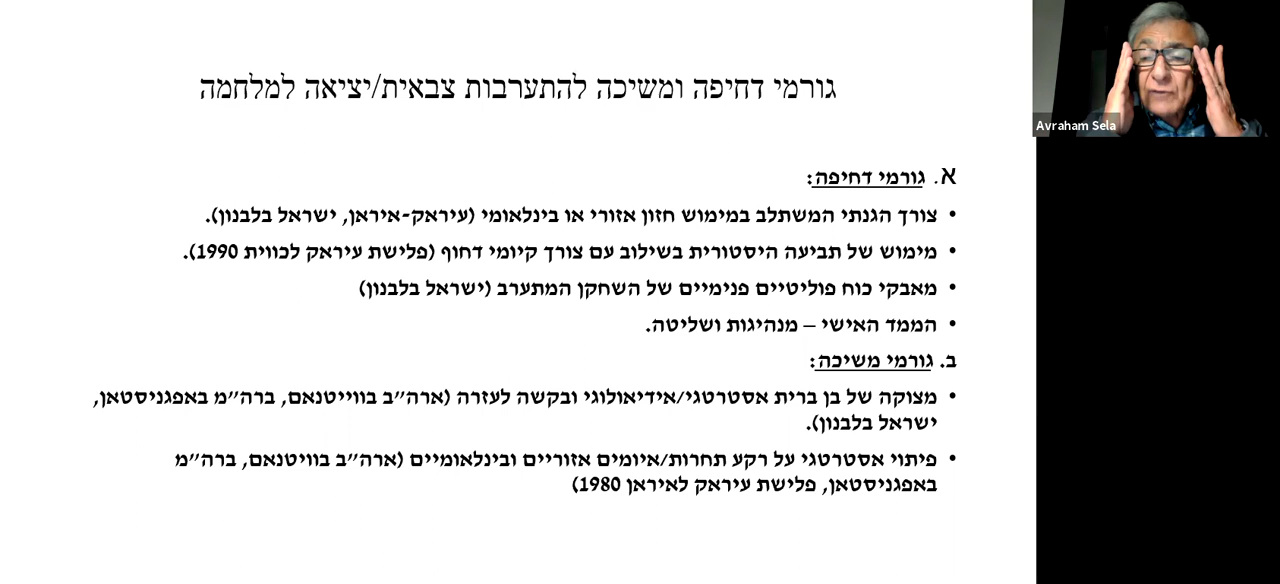 גורמי דחיפה ומשיכה להתערבות צבאית/יציאה למלחמה
א. גורמי דחיפה:
• צורך הגנתי המשתלב במימוש חזון אזורי או בינלאומי (עיראק-איראן, ישראל בלבנון).
• מימוש של תביעה היסטורית בשילוב עם צורך קיומי דחוף (פלישת עיראק לכווית 1990).
• מאבקי כוח פוליטיים פנימיים של השחקן המתערב (ישראל בלבנון)
• הממד האישי – מנהיגות ושליטה.
ב. גורמי משיכה:
• מצוקה של בן ברית אסטרטגי/אידיאולוגי ובקשה לעזרה (ארה״ב בווייטנאם, ברה״מ באפגניסטאן,
ישראל בלבנון).
• פיתוי אסטרטגי על רקע תחרות/איומים אזוריים ובינלאומיים (ארה״ב בוויטנאם, ברה״מ
באפגניסטאן, פלישת עיראק לאיראן 1980)
Avraham Sela